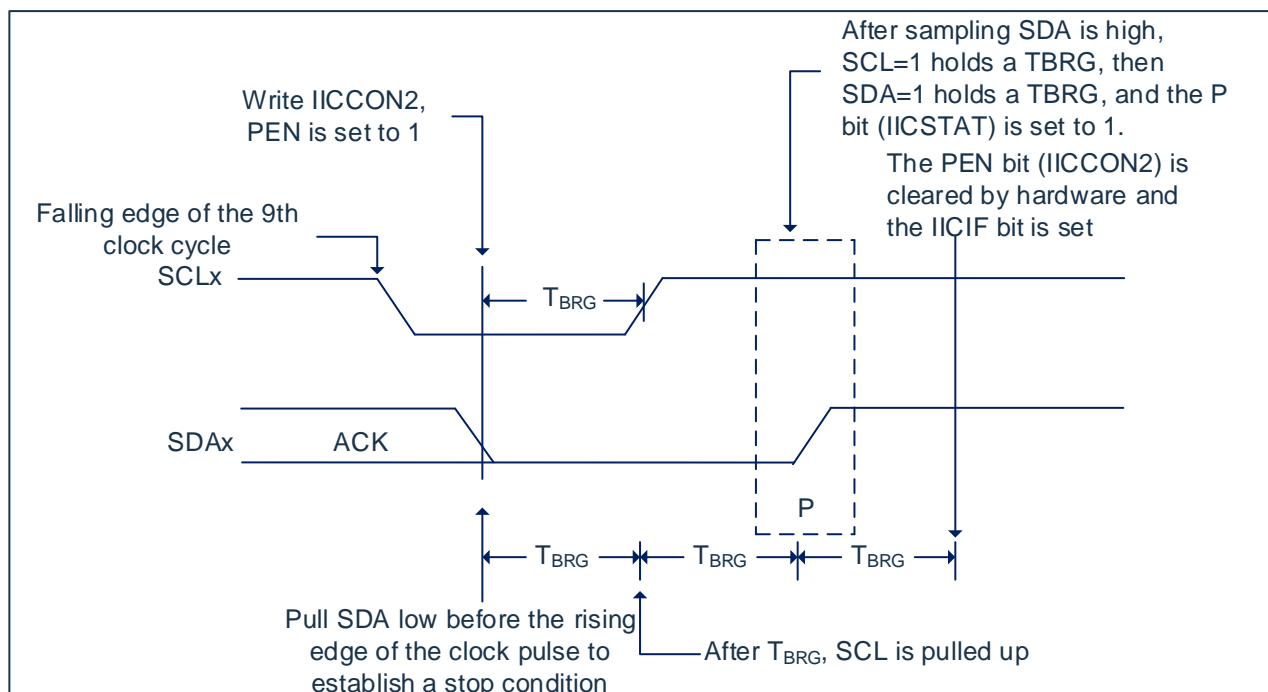 After sampling SDA is high,
SCL=1 holds a TBRG, then
SDA=1 holds a TBRG, and the P
bit (IICSTAT) is set to 1.
Write IICCON2,
PEN is set to 1
The PEN bit (IICCON2) is
cleared by hardware and
the IICIF bit is set
Falling edge of the 9th
clock cycle
SCLx
TBRG
SDAx
ACK
P
TBRG
TBRG
TBRG
Pull SDA low before the rising
edge of the clock pulse to
establish a stop condition
After TBRG, SCL is pulled up